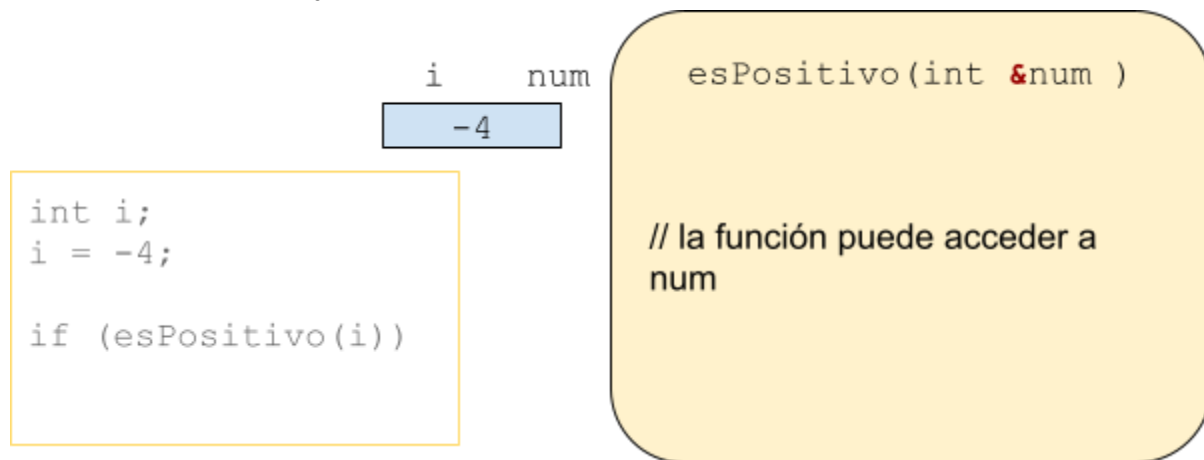 i num
-4
esPositivo(int &num )
int i;
i = -4;
if (esPositivo(i))
// la función puede acceder a
num